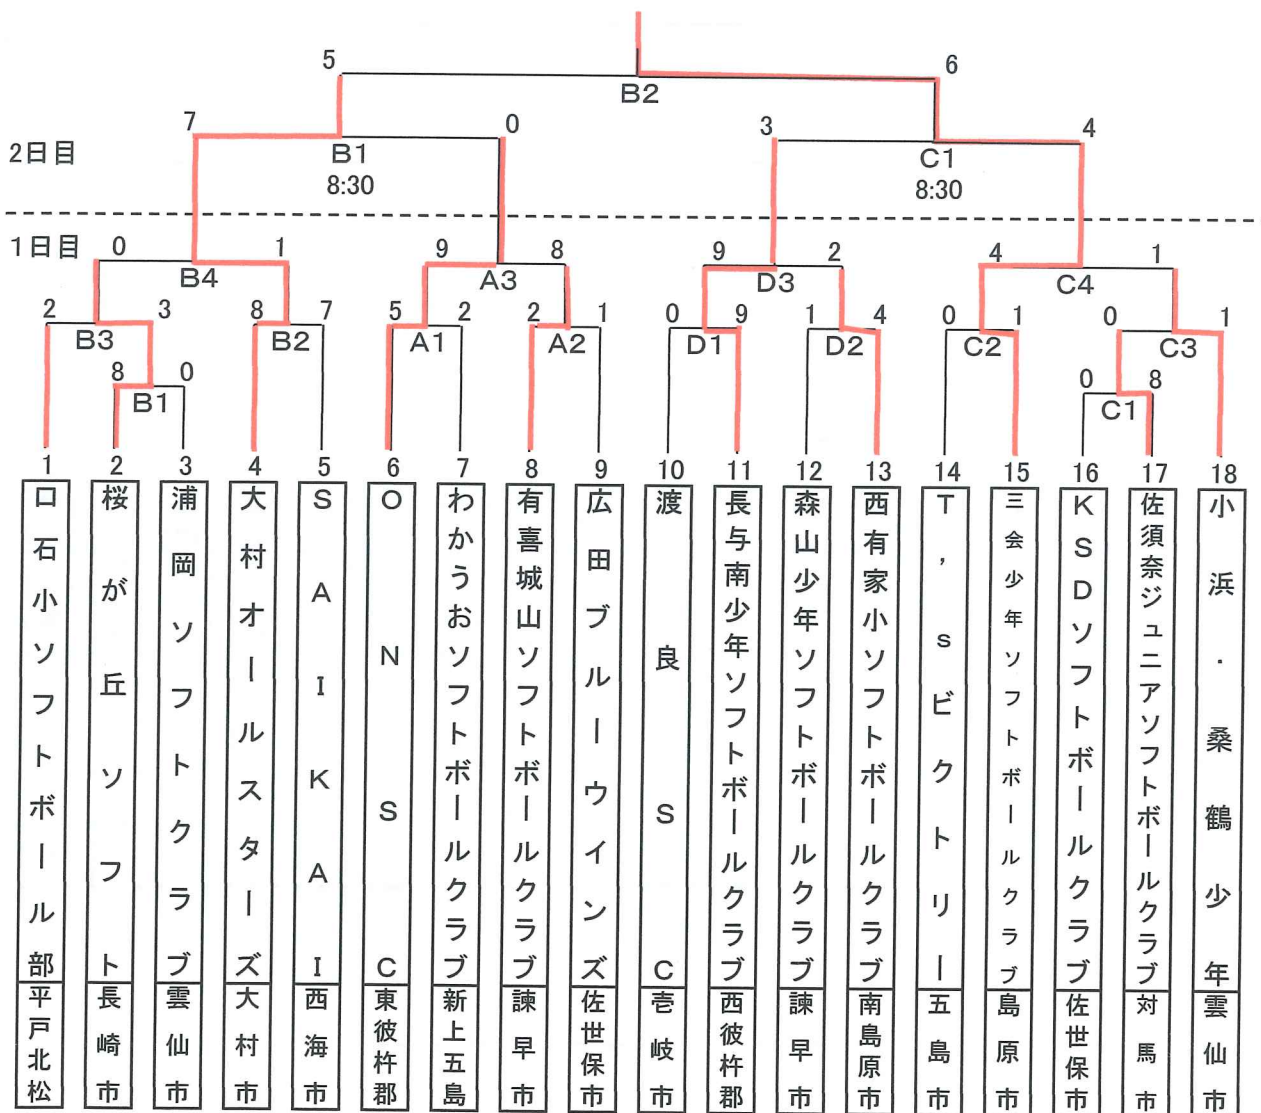 5 6
B2
7 0 3 4
2日目
B1 C1
8:30 8:30
1日目
0 1 9 8 9 2 4 1
B4 A3 D3 C4
2 3 8 7 5 2 2 1 0 9 1 4 0 1 0 1
B3 B2 A1 A2 D1 D2 C2 C3
8 0 0 8
B1 C1
1 2 3 4 5 6 7 8 9 10 11 12 13 14 15 16 17 18
口石小ソフトボール部
平戸北松
桜が丘ソフト
長崎市
浦岡ソフトクラブ
雲仙市
大村オールスターズ
大村市
SAIKAI
西海市
ONSC
東彼杵郡
わかうおソフトボールクラブ
新上五島
有喜城山ソフトボールクラブ
諫早市
広田ブルーウインズ
佐世保市
渡良SC
壱岐市
長与南少年ソフトボールクラブ
西彼杵郡
森山少年ソフトボールクラブ
諫早市
西有家小ソフトボールクラブ
南島原市
T,sビクトリー
五島市
三会少年ソフトボールクラブ
島原市
KSDソフトボールクラブ
佐世保市
佐須奈ジュニアソフトボールクラブ
対馬市
小浜・桑鶴少年
雲仙市